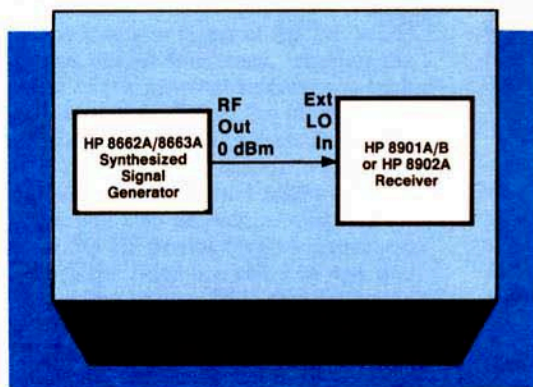 HP 8662A/8663A
Synthesized
Signal
Generator
RF
Out
0 dBm
Ext
LO
In
HP 8901A/B
or HP 8902A
Receiver